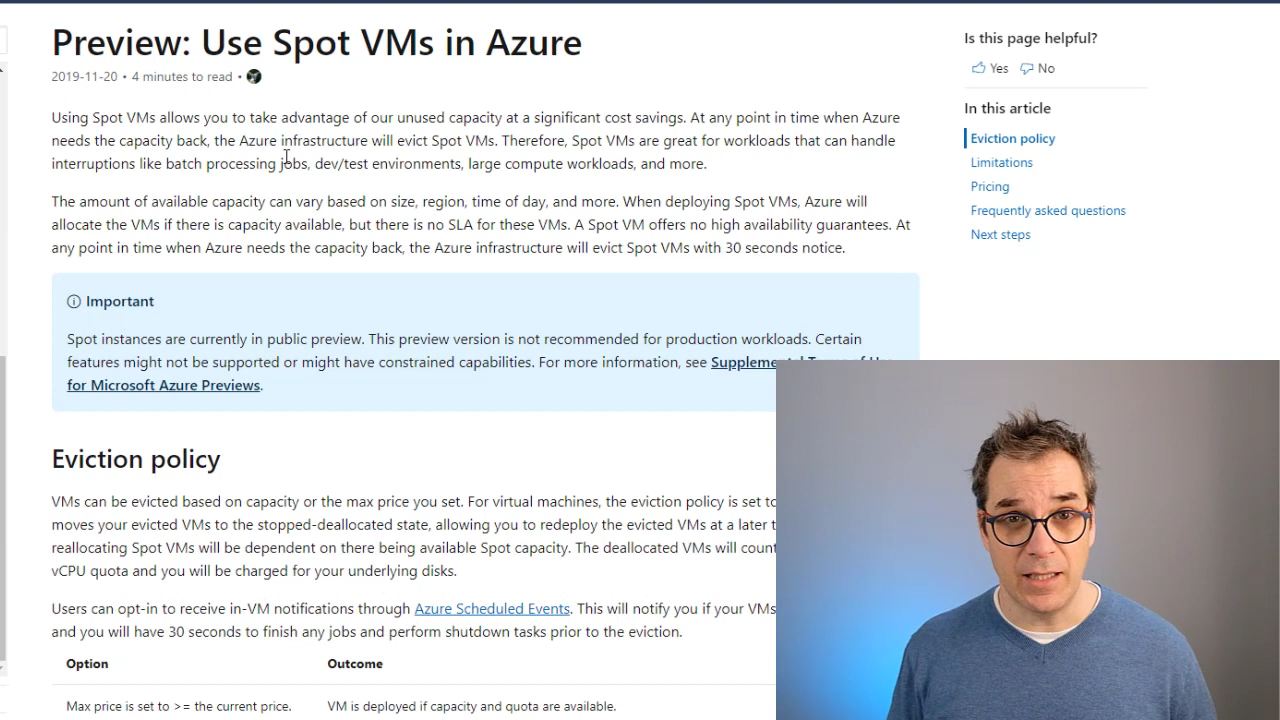 Preview: Use Spot VMs in Azure
2019-11-20 • 4 minutes to read •
Using Spot VMs allows you to take advantage of our unused capacity at a significant cost savings. At any point in time when Azure
needs the capacity back, the Azure infrastructure will evict Spot VMs. Therefore, Spot VMs are great for workloads that can handle
interruptions like batch processing jobs, dev/test environments, large compute workloads, and more.
The amount of available capacity can vary based on size, region, time of day, and more. When deploying Spot VMs, Azure will
allocate the VMs if there is capacity available, but there is no SLA for these VMs. A Spot VM offers no high availability guarantees. At
any point in time when Azure needs the capacity back, the Azure infrastructure will evict Spot VMs with 30 seconds notice.
Important
Spot instances are currently in public preview. This preview version is not recommended for production workloads. Certain
features might not be supported or might have constrained capabilities. For more information, see
for Microsoft Azure Previews.
Eviction policy
VMs can be evicted based on capacity or the max price you set. For virtual machines, the eviction policy is set to
moves your evicted VMs to the stopped-deallocated state, allowing you to redeploy the evicted VMs at a later
reallocating Spot VMs will be dependent on there being available Spot capacity. The deallocated VMs will count
vCPU quota and you will be charged for your underlying disks.
Users can opt-in to receive in-VM notifications through Azure Scheduled Events. This will notify you if your VMs
and you will have 30 seconds to finish any jobs and perform shutdown tasks prior to the eviction.
Option Outcome
Max price is set to >= the current price. VM is deployed if capacity and quota are available.
Is this page helpful?
Yes No
In this article
Eviction policy
Limitations
Pricing
Frequently asked questions
Next steps